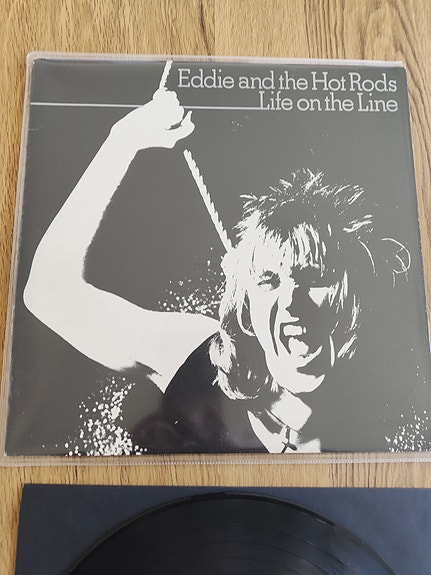 Eddie and the Hot Rods
Life on the Line